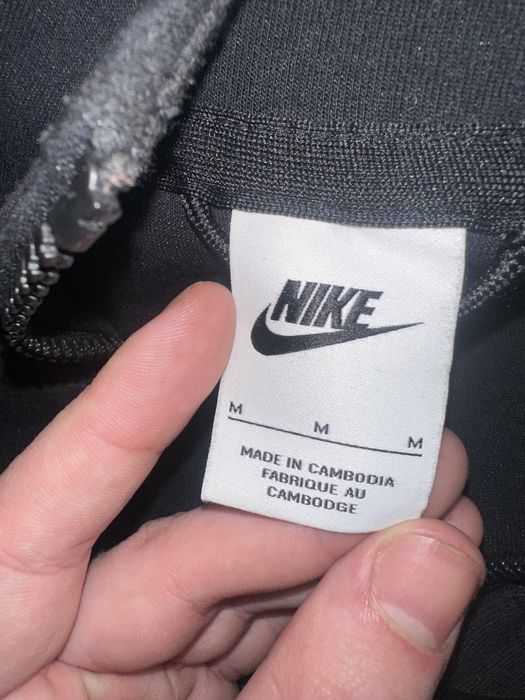 NIKE
M M M
MADE IN CAMBODIA
FABRIQUE AU
CAMBODGE